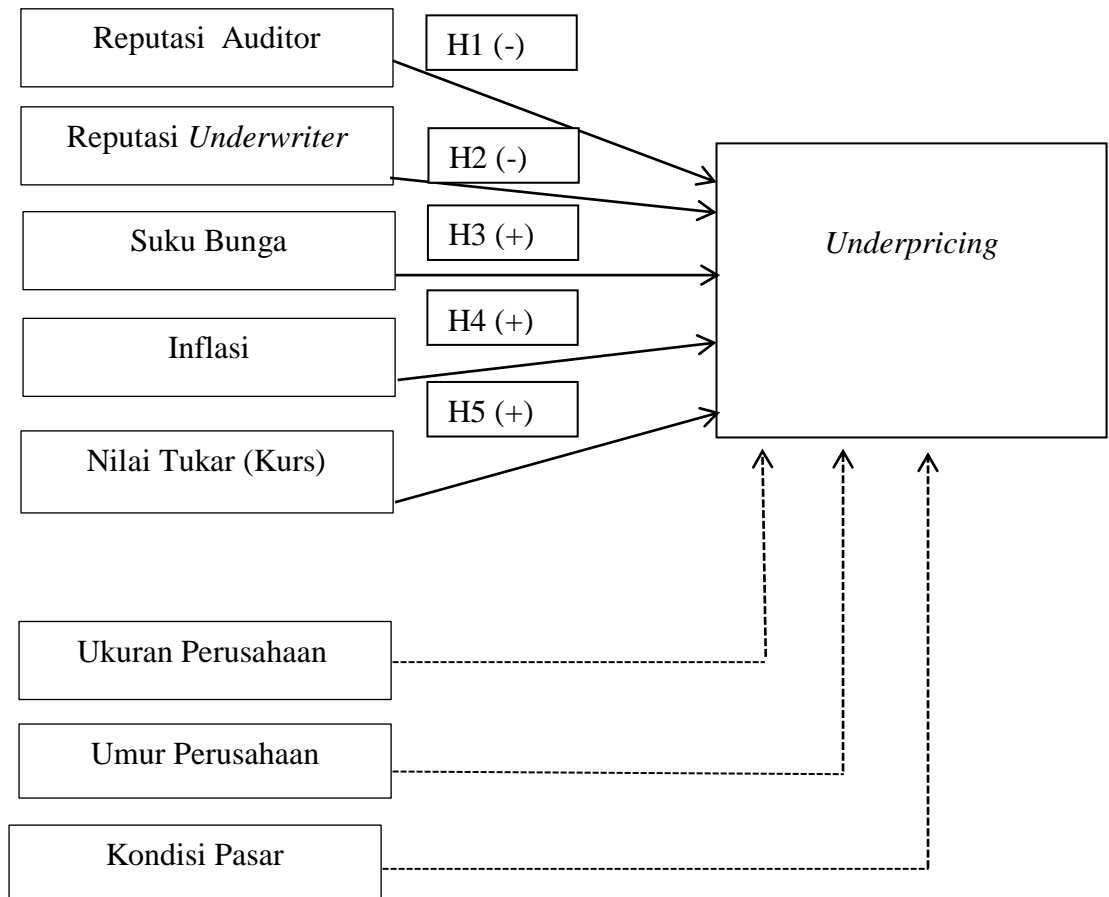 Reputasi Auditor
H1 (-)
Reputasi Underwriter
H2 (-)
Suku Bunga
H3 (+)
Underpricing
Inflasi
H4 (+)
H5 (+)
Nilai Tukar (Kurs)
Ukuran Perusahaan
Umur Perusahaan
Kondisi Pasar